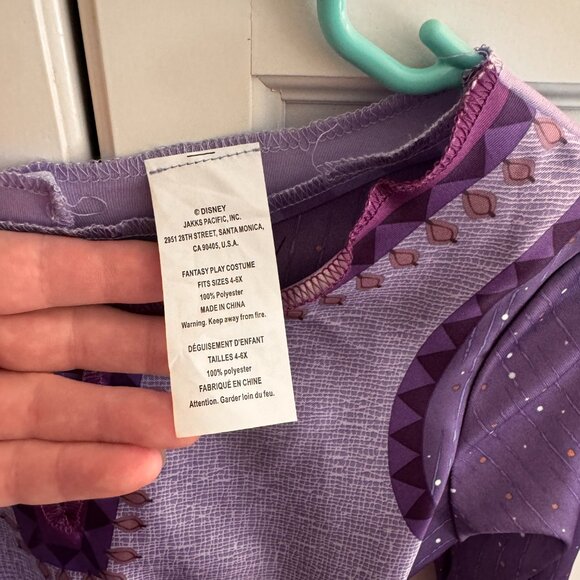 © DISNEY
JAKKS PACIFIC, INC.
2951 28TH STREET, SANTA MONICA,
CA 90405, U.S.A.
FANTASY PLAY COSTUME
FITS SIZES 4-6X
100% Polyester
MADE IN CHINA
Warning. Keep away from fire.
DÉGUISEMENT D'ENFANT
TAILLES 4-6X
100% polyester
FABRIQUÉ EN CHINE
Attention. Garder loin du feu.